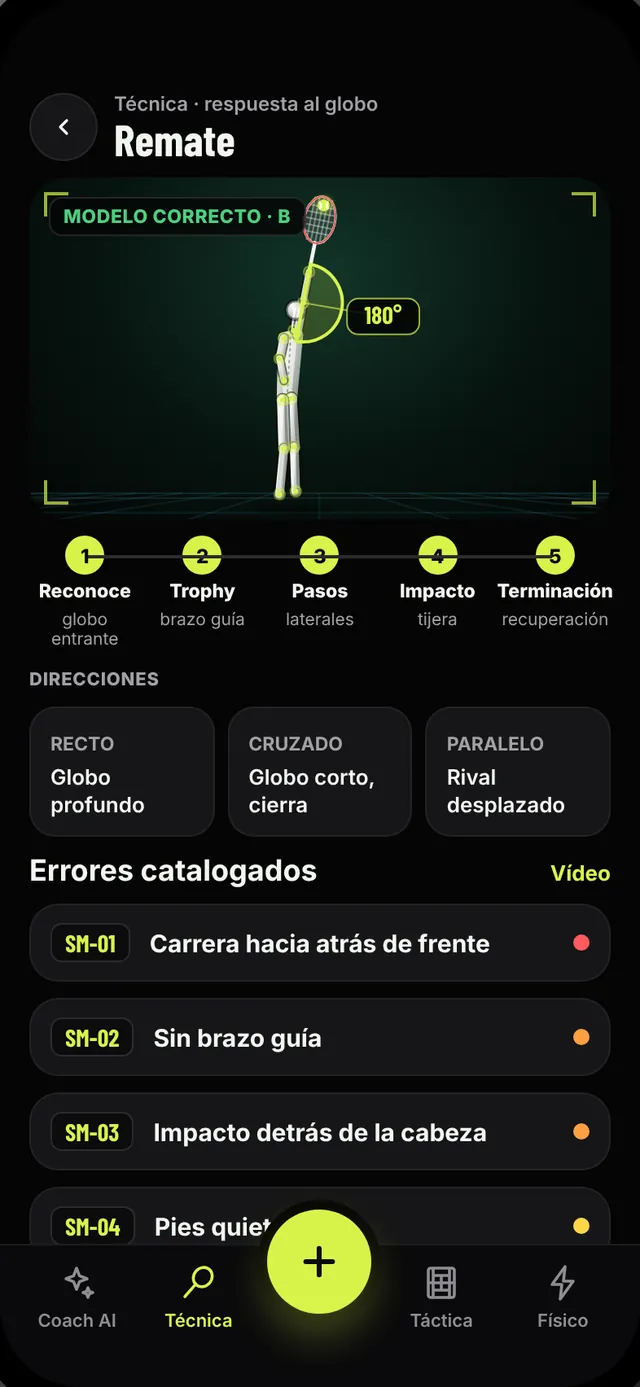 Técnica · respuesta al globo
Remate
MODELO CORRECTO · B
180°
1 2 3 4 5
Reconoce Trophy Pasos Impacto Terminación
globo brazo guía laterales tijera recuperación
entrante
DIRECCIONES
RECTO CRUZADO PARALELO
Globo Globo corto, Rival
profundo cierra desplazado
Errores catalogados Vídeo
SM-01 Carrera hacia atrás de frente
SM-02 Sin brazo guía
SM-03 Impacto detrás de la cabeza
SM-04 Pies
Coach AI Técnica Táctica Físico